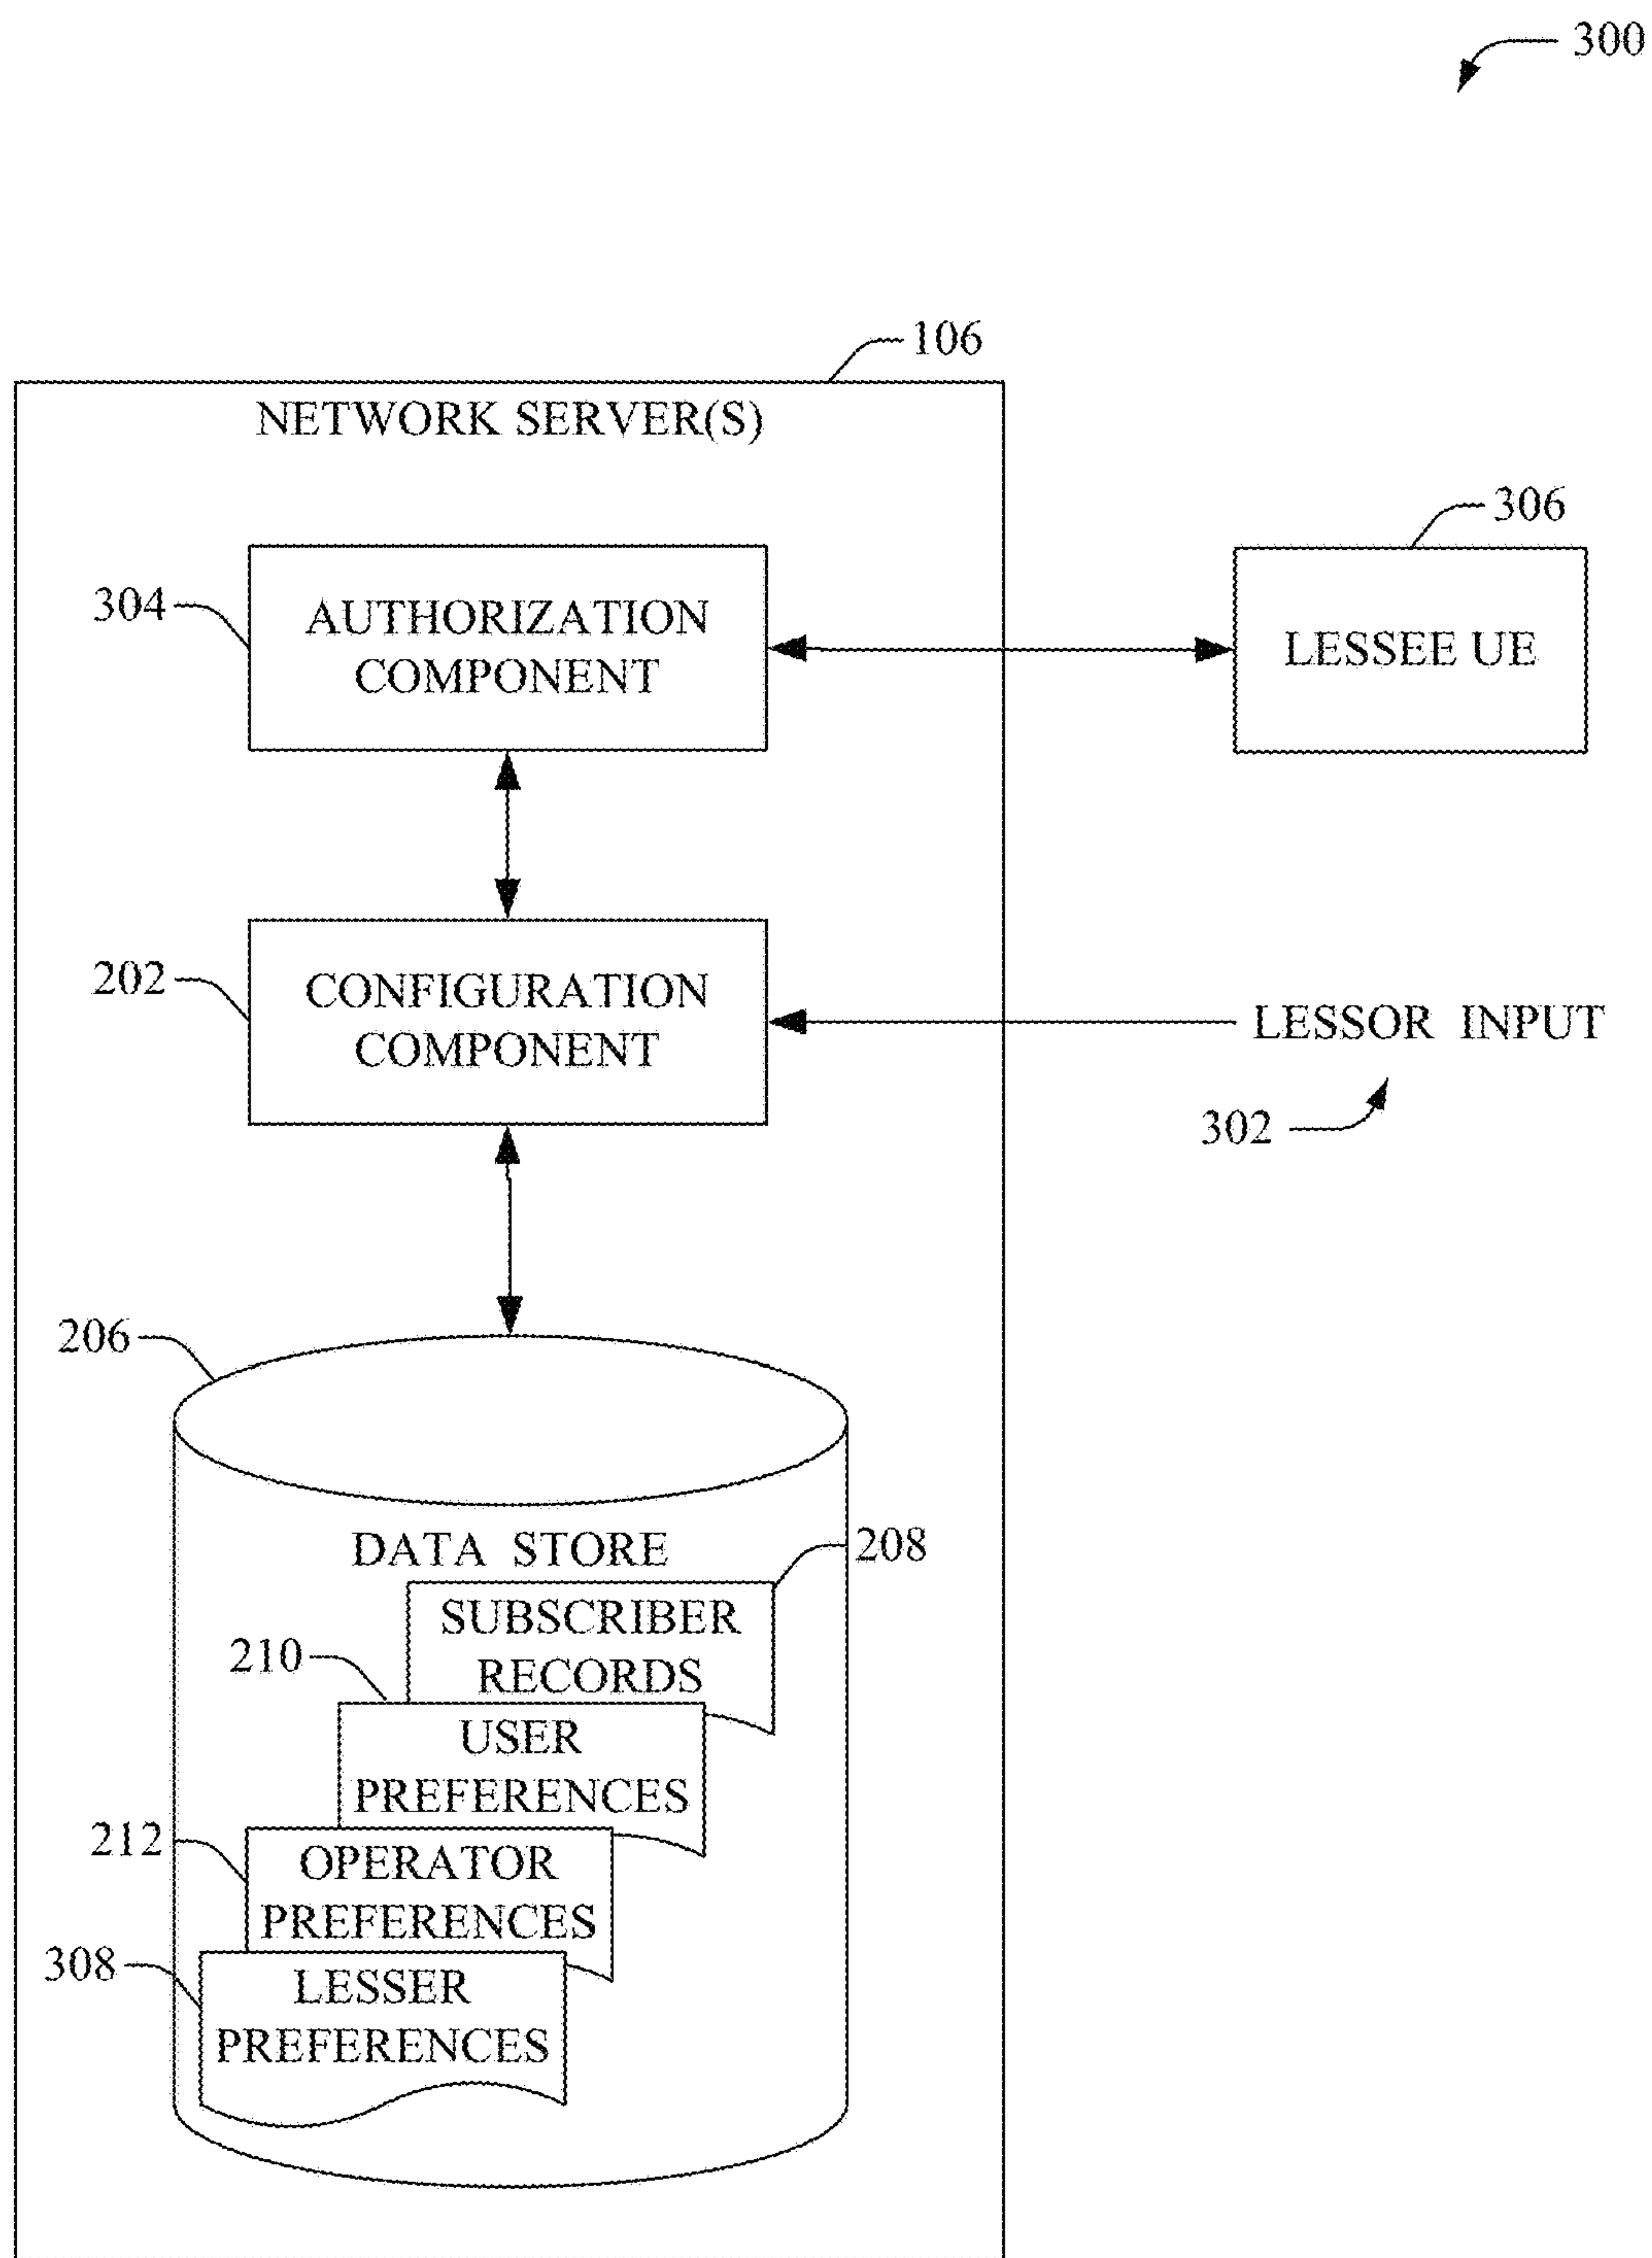 300
106
NETWORK SERVER(S)
306
304
AUTHORIZATION
COMPONENT
LESSEE UE
202
CONFIGURATION
COMPONENT
LESSOR INPUT
302
206
DATA STORE
208
SUBSCRIBER
RECORDS
210
USER
PREFERENCES
212
OPERATOR
PREFERENCES
308
LESSER
PREFERENCES